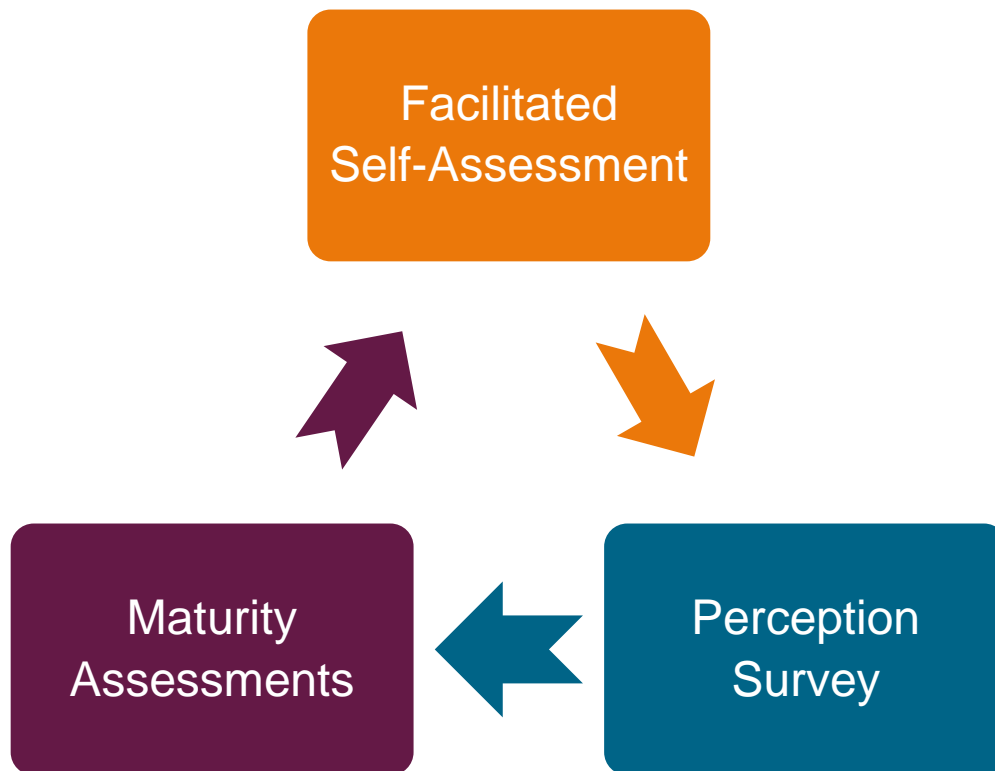 Facilitated
Self-Assessment
Maturity
Assessments
Perception
Survey